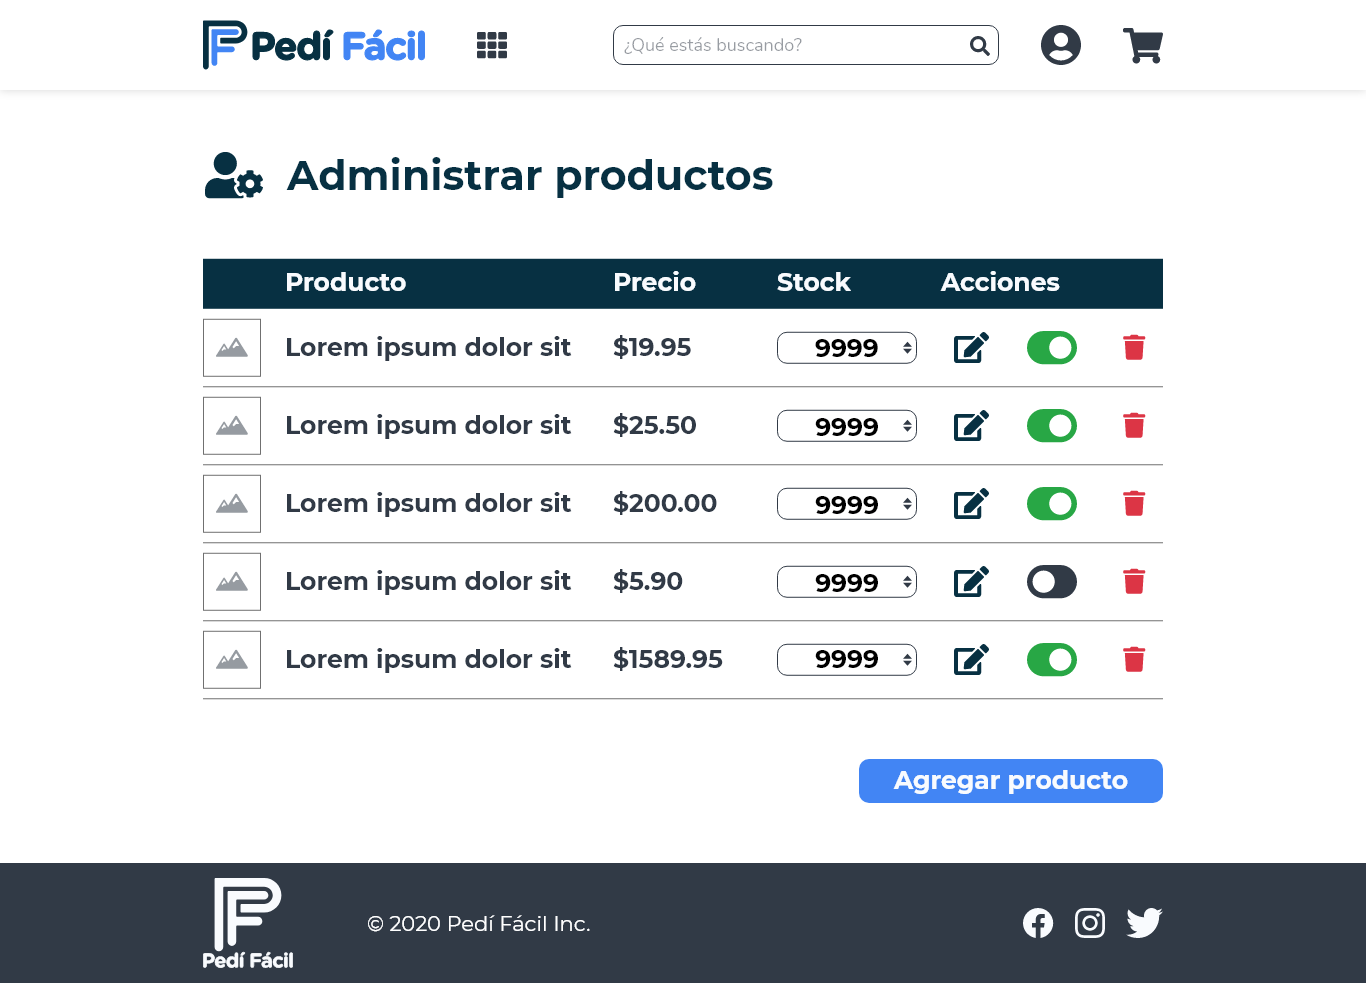 Pedí Fácil
¿Qué estás buscando?
Administrar productos
Producto Precio Stock Acciones
Lorem ipsum dolor sit $19.95 9999
Lorem ipsum dolor sit $25.50 9999
Lorem ipsum dolor sit $200.00 9999
Lorem ipsum dolor sit $5.90 9999
Lorem ipsum dolor sit $1589.95 9999
Agregar producto
Pedí Fácil
© 2020 Pedí Fácil Inc.